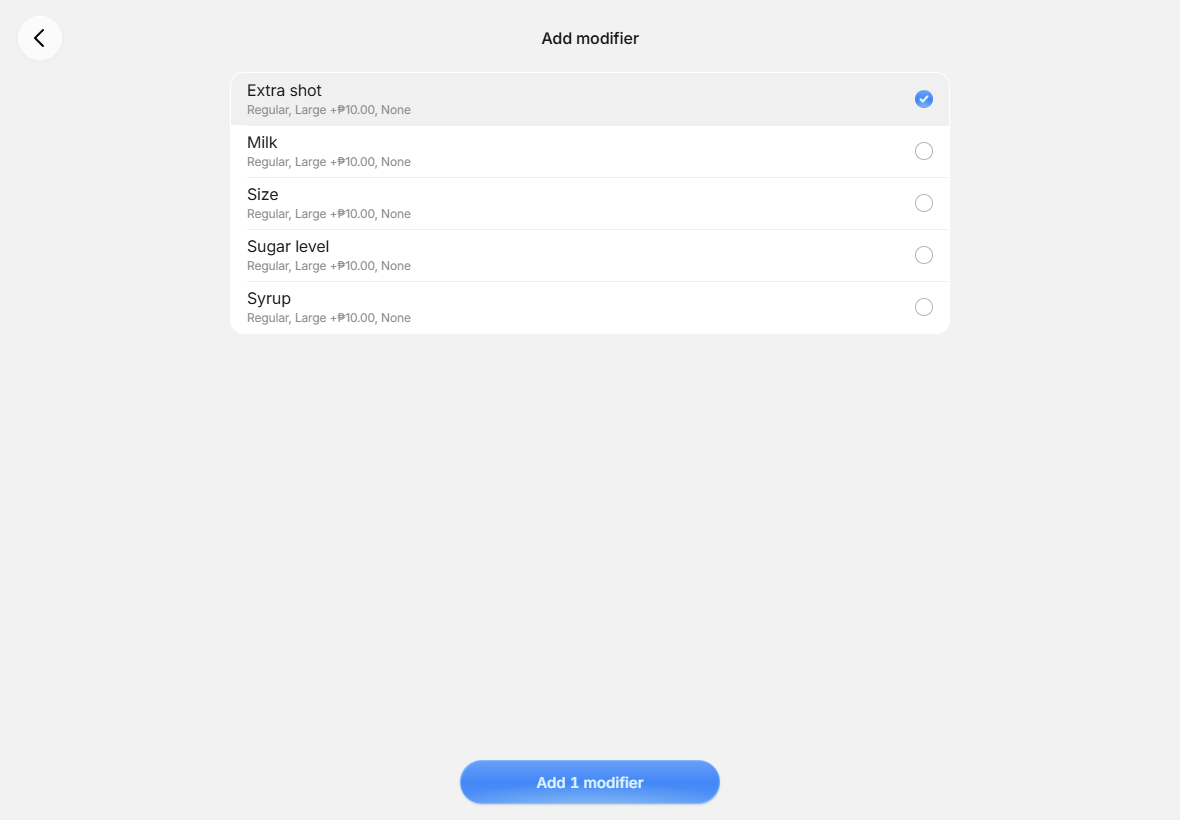 Add modifier
Extra shot
Regular, Large +₱10.00, None
Milk
Regular, Large +₱10.00, None
Size
Regular, Large +₱10.00, None
Sugar level
Regular, Large +₱10.00, None
Syrup
Regular, Large +₱10.00, None
Add 1 modifier